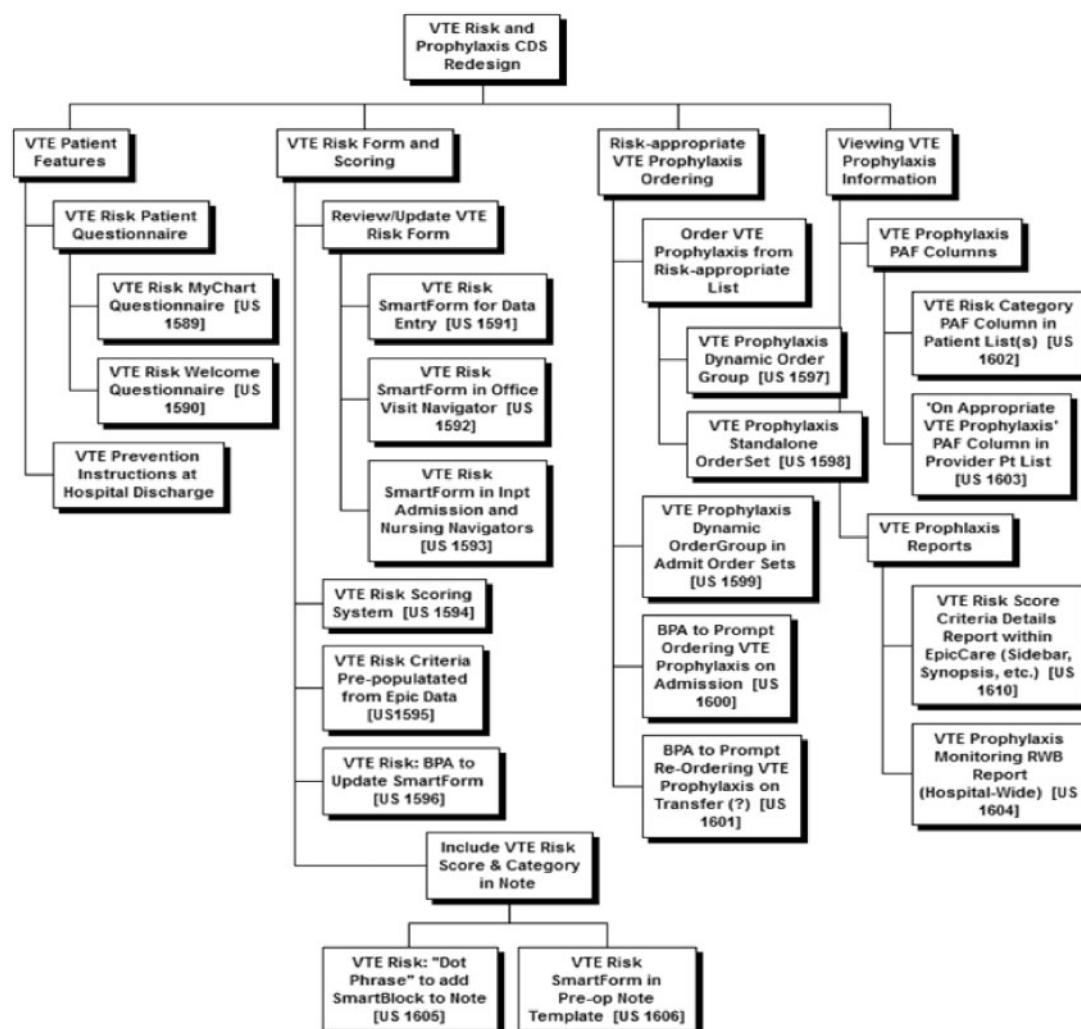 VTE Risk and
Prophylaxis CDS
Redesign
VTE Patient
Features
VTE Risk Patient
Questionnaire
VTE Risk MyChart
Questionnaire [US
1589]
VTE Risk Welcome
Questionnaire [US
1590]
VTE Prevention
Instructions at
Hospital Discharge
VTE Risk Form and
Scoring
Review/Update VTE
Risk Form
VTE Risk
SmartForm for Data
Entry [US 1591]
VTE Risk
SmartForm in Office
Visit Navigator [US
1592]
VTE Risk
SmartForm in Inpt
Admission and
Nursing Navigators
[US 1593]
VTE Risk Scoring
System [US 1594]
VTE Risk Criteria
Pre-populatated
from Epic Data
[US1595]
VTE Risk: BPA to
Update SmartForm
[US 1596]
Include VTE Risk
Score & Category
in Note
VTE Risk: "Dot
Phrase" to add
SmartBlock to Note
[US 1605]
VTE Risk
SmartForm in
Pre-op Note
Template [US 1606]
Risk-appropriate
VTE Prophylaxis
Ordering
Order VTE
Prophylaxis from
Risk-appropriate
List
VTE Prophylaxis
Dynamic Order
Group [US 1597]
VTE Prophylaxis
Standalone
OrderSet [US 1598]
VTE Prophylaxis
Dynamic
OrderGroup in
Admit Order Sets
[US 1599]
BPA to Prompt
Ordering VTE
Prophylaxis on
Admission [US
1600]
BPA to Prompt
Re-Ordering VTE
Prophylaxis on
Transfer (?) [US
1601]
Viewing VTE
Prophylaxis
Information
VTE Prophylaxis
PAF Columns
VTE Risk Category
PAF Column in
Patient List(s) [US
1602]
'On Appropriate
VTE Prophylaxis'
PAF Column in
Provider Pt List
[US 1603]
VTE Prophlaxis
Reports
VTE Risk Score
Criteria Details
Report within
EpicCare (Sidebar,
Synopsis, etc.) [US
1610]
VTE Prophylaxis
Monitoring RWB
Report
(Hospital-Wide) [US
1604]